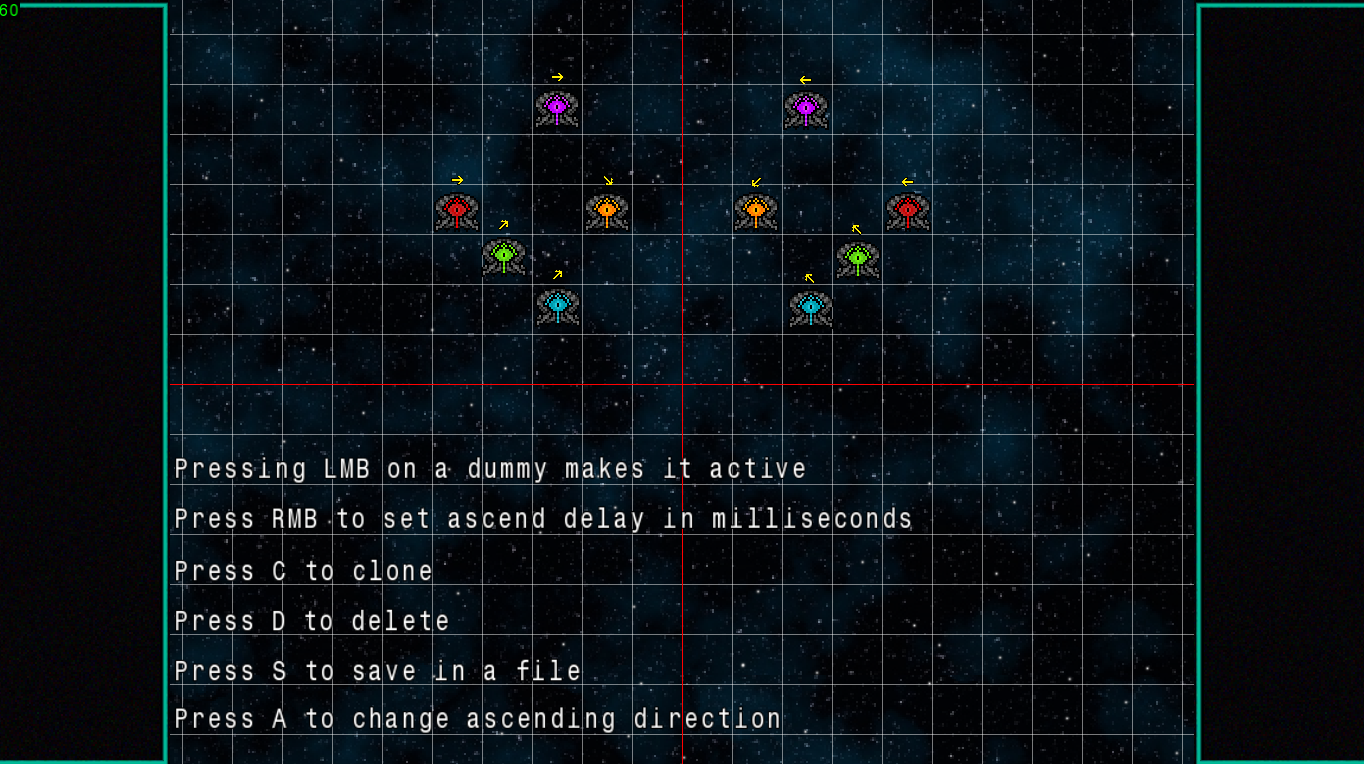 60
Pressing LMB on a dummy makes it active
Press RMB to set ascend delay in milliseconds
Press C to clone
Press D to delete
Press S to save in a file
Press A to change ascending direction